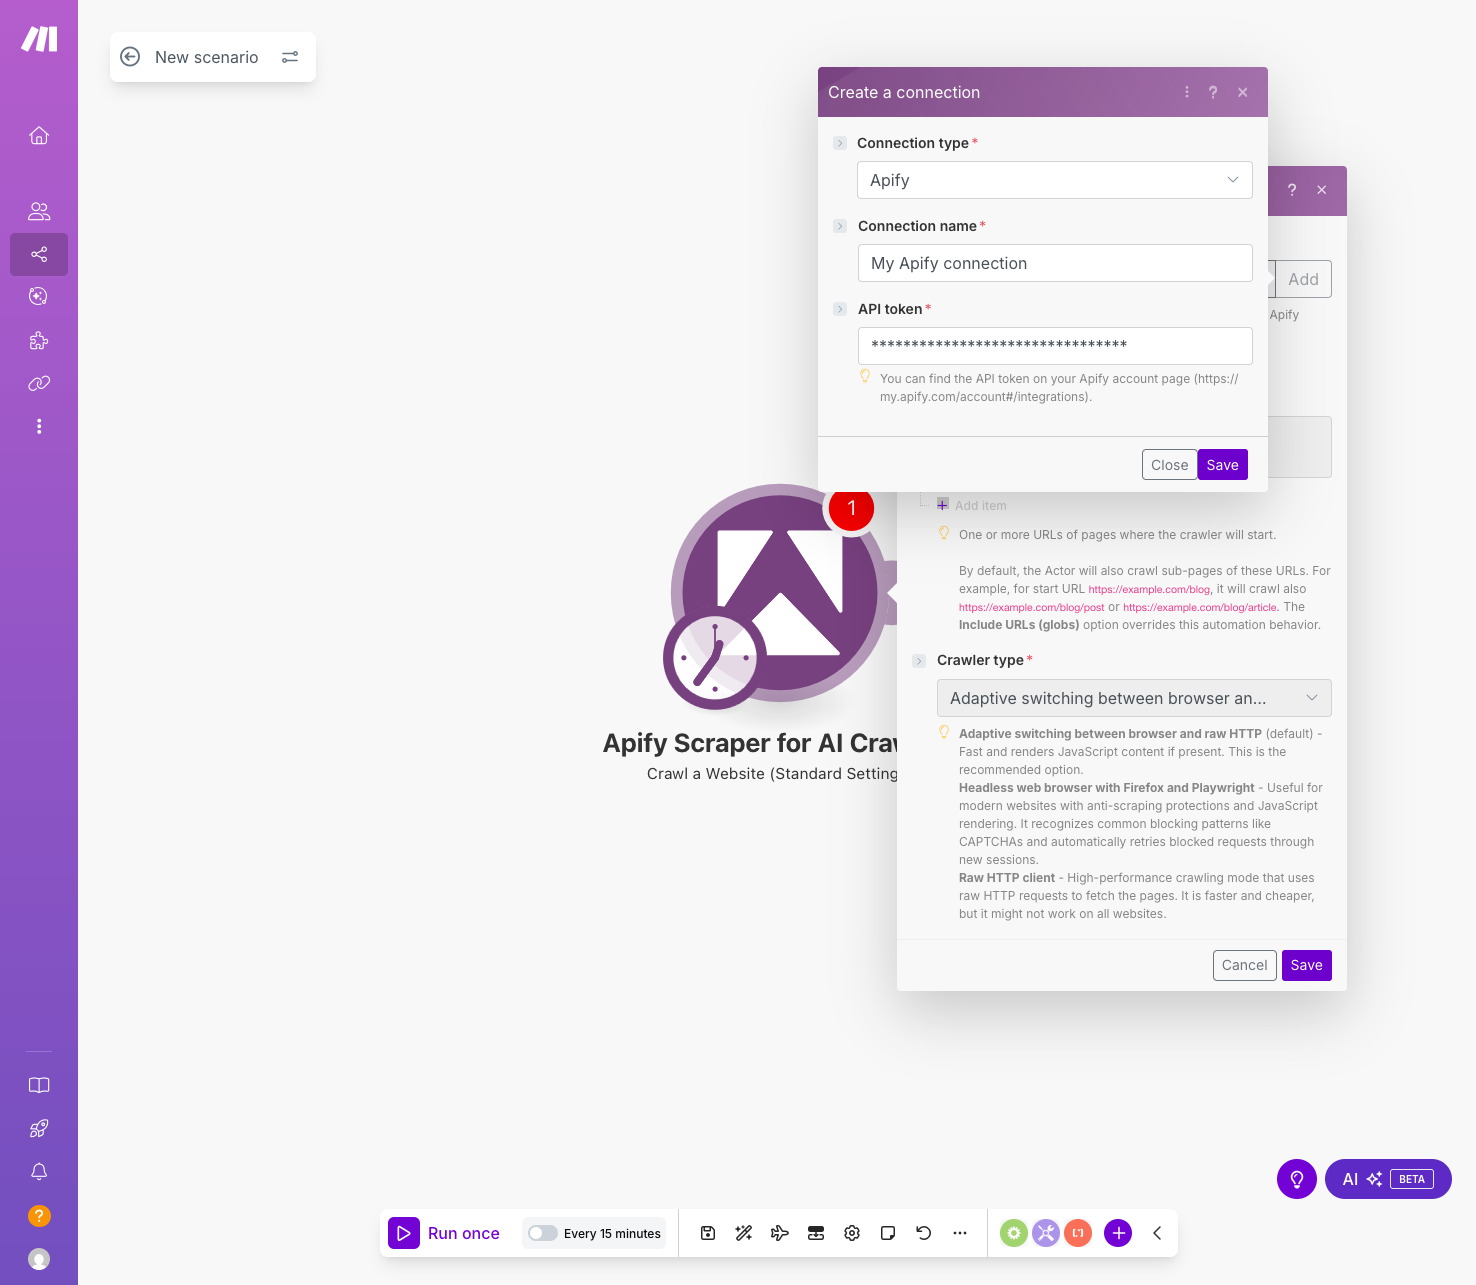 New scenario
Create a connection
Connection type *
Apify
Connection name *
My Apify connection
API token *
********************************
You can find the API token on your Apify account page (https://
my.apify.com/account#/integrations).
Close
Save
Add
Apify
Add item
One or more URLs of pages where the crawler will start.
By default, the Actor will also crawl sub-pages of these URLs. For
example, for start URL https://example.com/blog, it will crawl also
https://example.com/blog/post or https://example.com/blog/article. The
Include URLs (globs) option overrides this automation behavior.
Crawler type *
Adaptive switching between browser an...
Adaptive switching between browser and raw HTTP (default) -
Fast and renders JavaScript content if present. This is the
recommended option.
Headless web browser with Firefox and Playwright - Useful for
modern websites with anti-scraping protections and JavaScript
rendering. It recognizes common blocking patterns like
CAPTCHAs and automatically retries blocked requests through
new sessions.
Raw HTTP client - High-performance crawling mode that uses
raw HTTP requests to fetch the pages. It is faster and cheaper,
but it might not work on all websites.
Cancel
Save
1
Apify Scraper for AI Craw
Crawl a Website (Standard Setting
AI
BETA
Run once
Every 15 minutes